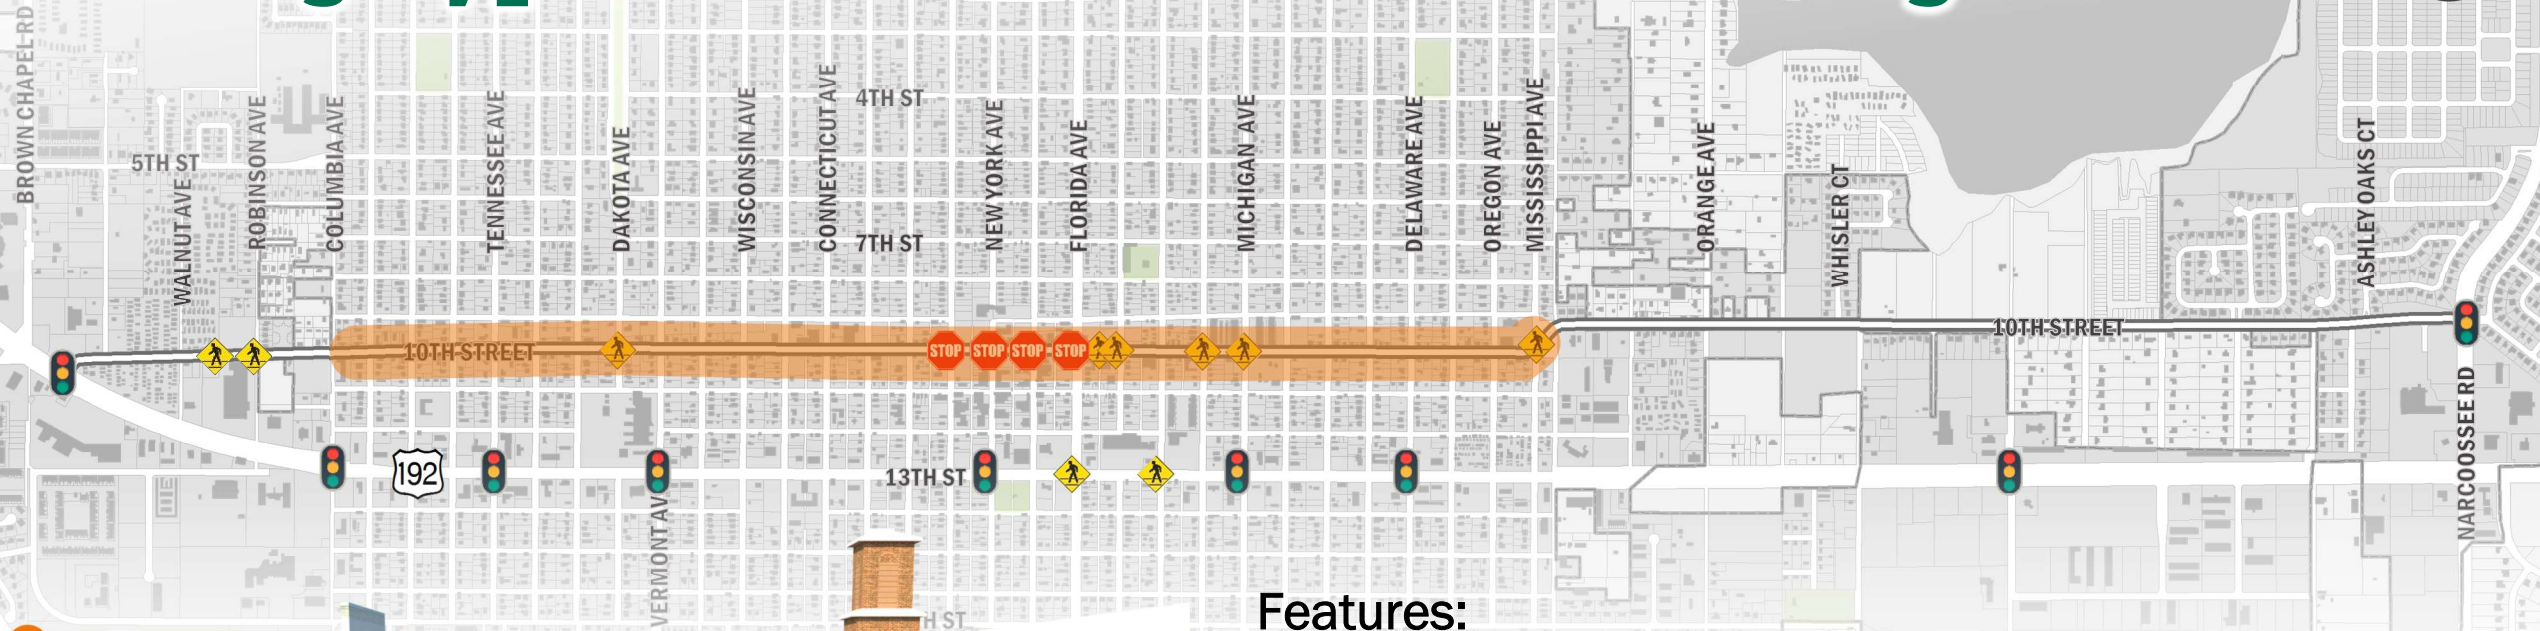 BROWN CHAPEL RD
5TH ST
WALNUT AVE
ROBINSON AVE
COLUMBIA AVE
TENNESSEE AVE
DAKOTA AVE
WISCONSIN AVE
CONNECTICUT AVE
4TH ST
7TH ST
NEW YORK AVE
FLORIDA AVE
MICHIGAN AVE
DELAWARE AVE
OREGON AVE
MISSISSIPPI AVE
ORANGE AVE
WHISLER CT
ASHLEY OAKS CT
10TH STREET
STOP
STOP
STOP
STOP
10TH STREET
192
13TH ST
VERMONT AV
NARCOOSSEE RD
H ST
Features: